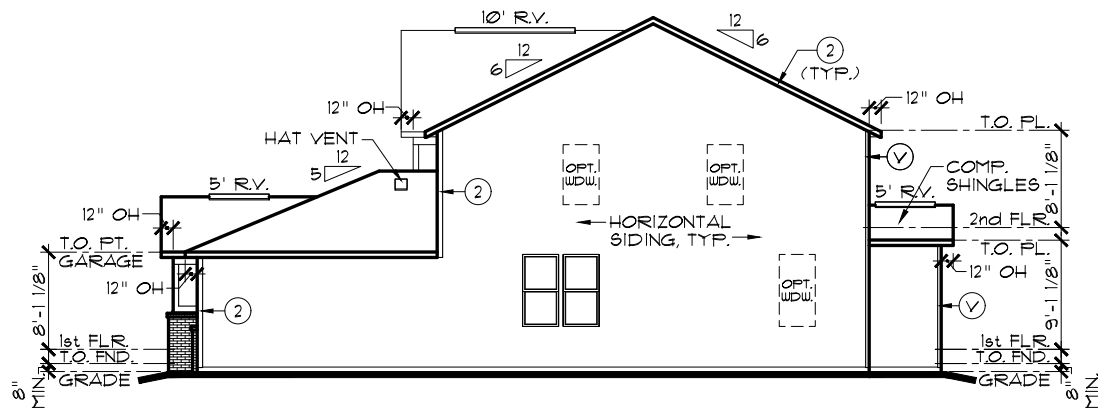 10' R.V.
12
6
12
6
2
(TYP.)
12" OH
12" OH
HAT VENT
T.O. PL.
12
5
OPT.
WDW.
OPT.
WDW.
V
COMP.
SHINGLES
5' R.V.
2
5' R.V.
8'-1 1/8"
12" OH
HORIZONTAL
SIDING, TYP.
2nd FLR.
T.O. PT.
GARAGE
T.O. PL.
12" OH
12" OH
OPT.
WDW.
8'-1 1/8"
2
V
9'-1 1/8"
1st FLR.
T.O. FND.
GRADE
1st FLR.
T.O. FND.
GRADE
8"
MIN.
8"
MIN.